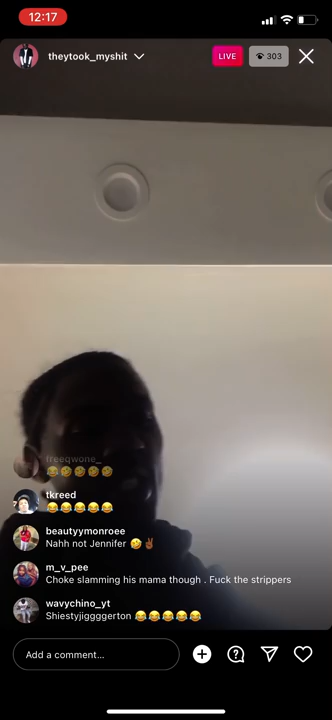 12:17
theytook_myshit
LIVE
303
freeqwane_
😂🤣🤣🤣🤣
tkreed
😂😂😂😂😂
beautyymonroee
Nahh not Jennifer 🤣✌🏾
m_v_pee
Choke slamming his mama though . Fuck the strippers
wavychino_yt
Shiestyjiggggerton 😂😂😂😂😂
Add a comment...